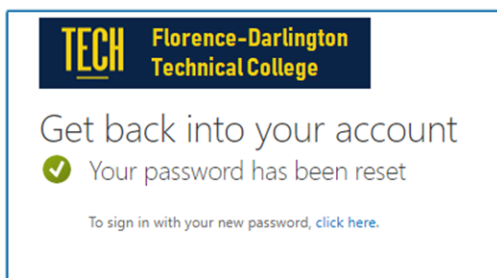 TECH Florence-Darlington
Technical College
Get back into your account
Your password has been reset
To sign in with your new password, click here.